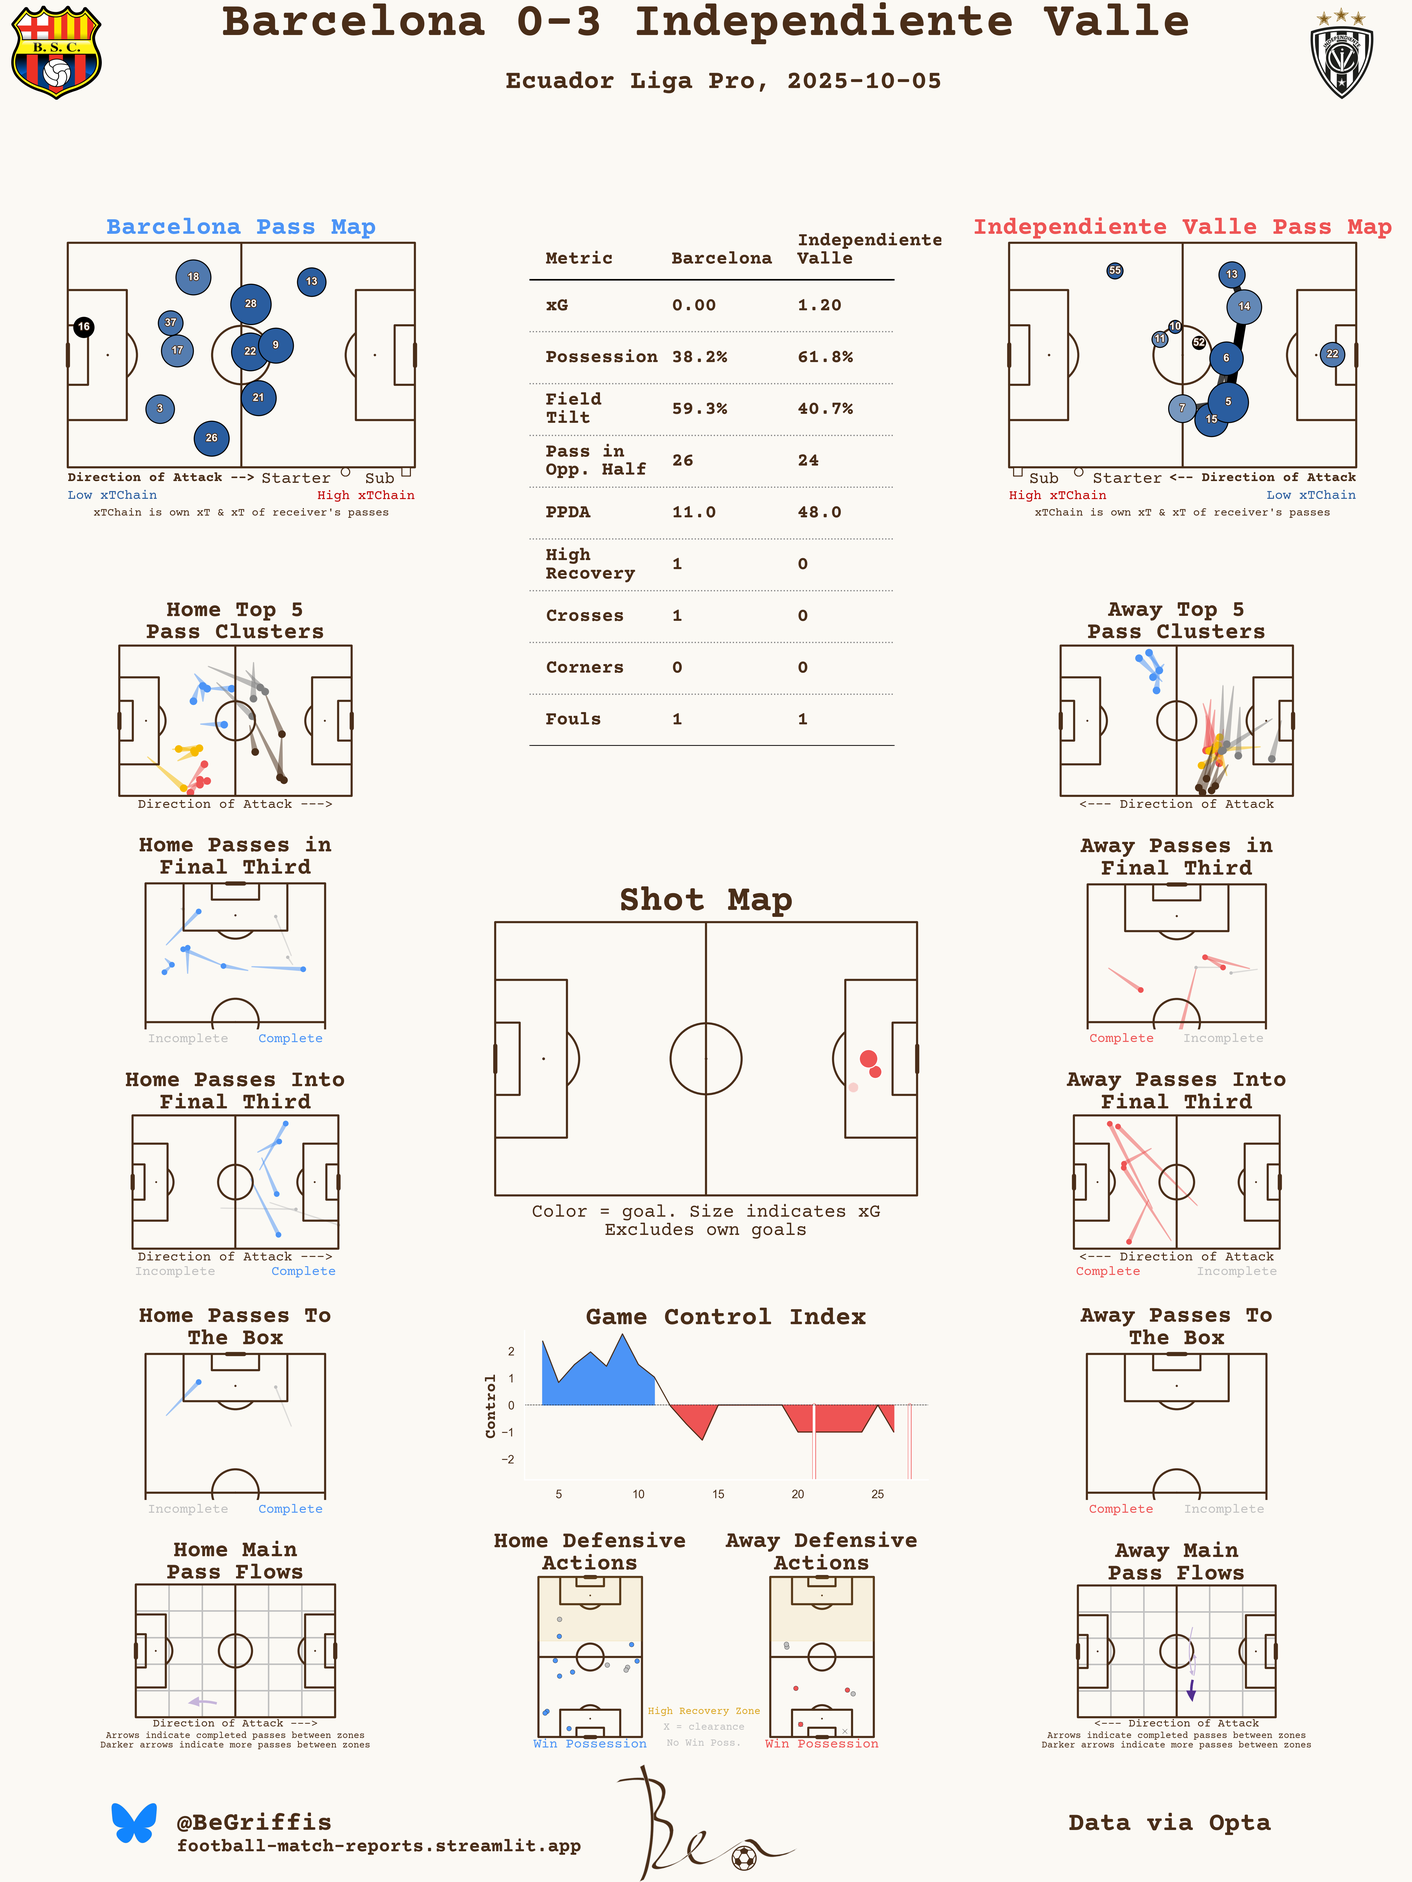 Barcelona 0-3 Independiente Valle
Ecuador Liga Pro, 2025-10-05
B. S. C.
INDEPENDIENTE
Barcelona Pass Map
18
13
28
16
37
17
22
9
3
21
26
Direction of Attack --> Starter Sub
Low xTChain High xTChain
xTChain is own xT & xT of receiver's passes
Metric Barcelona Independiente Valle
xG 0.00 1.20
Possession 38.2% 61.8%
Field Tilt 59.3% 40.7%
Pass in Opp. Half 26 24
PPDA 11.0 48.0
High Recovery 1 0
Crosses 1 0
Corners 0 0
Fouls 1 1
Independiente Valle Pass Map
55
13
14
10
11
52
6
22
7
5
15
Sub Starter <-- Direction of Attack
High xTChain Low xTChain
xTChain is own xT & xT of receiver's passes
Home Top 5
Pass Clusters
Direction of Attack --->
Away Top 5
Pass Clusters
<--- Direction of Attack
Home Passes in
Final Third
Incomplete Complete
Shot Map
Color = goal. Size indicates xG
Excludes own goals
Away Passes in
Final Third
Complete Incomplete
Home Passes Into
Final Third
Direction of Attack --->
Incomplete Complete
Away Passes Into
Final Third
<--- Direction of Attack
Complete Incomplete
Home Passes To
The Box
Incomplete Complete
Game Control Index
Control
2
1
0
−1
−2
5 10 15 20 25
Away Passes To
The Box
Complete Incomplete
Home Main
Pass Flows
Direction of Attack --->
Arrows indicate completed passes between zones
Darker arrows indicate more passes between zones
Home Defensive
Actions
Win Possession
High Recovery Zone
X = clearance
No Win Poss.
Away Defensive
Actions
Win Possession
Away Main
Pass Flows
<--- Direction of Attack
Arrows indicate completed passes between zones
Darker arrows indicate more passes between zones
@BeGriffis
football-match-reports.streamlit.app
Ben
Data via Opta